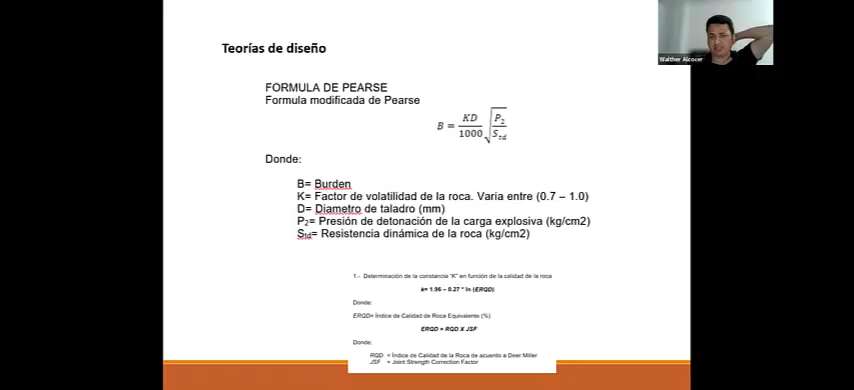 Teorías de diseño
Walther Alcocer
FORMULA DE PEARSE
Formula modificada de Pearse
B = KD/1000 √(P₂/Sₜd)
Donde:
B= Burden
K= Factor de volatilidad de la roca. Varia entre (0.7 – 1.0)
D= Diametro de taladro (mm)
P₂= Presión de detonación de la carga explosiva (kg/cm2)
Std= Resistencia dinámica de la roca (kg/cm2)
1.- Determinación de la constancia "K" en función de la calidad de la roca
k= 1.96 – 0.27 * ln (ERQD)
Donde:
ERQD= Índice de Calidad de Roca Equivalente (%)
ERQD = RQD X JSF
Donde:
RQD = Índice de Calidad de la Roca de acuerdo a Deer Miller
JSF = Joint Strength Correction Factor